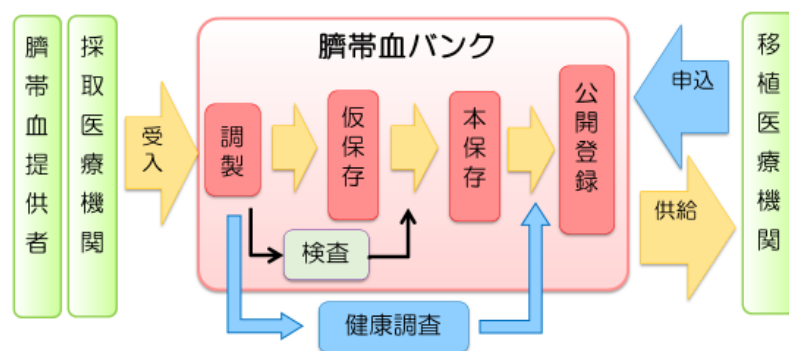 臍帯血提供者
採取医療機関
受入
臍帯血バンク
調製
仮保存
本保存
公開登録
検査
健康調査
申込
供給
移植医療機関